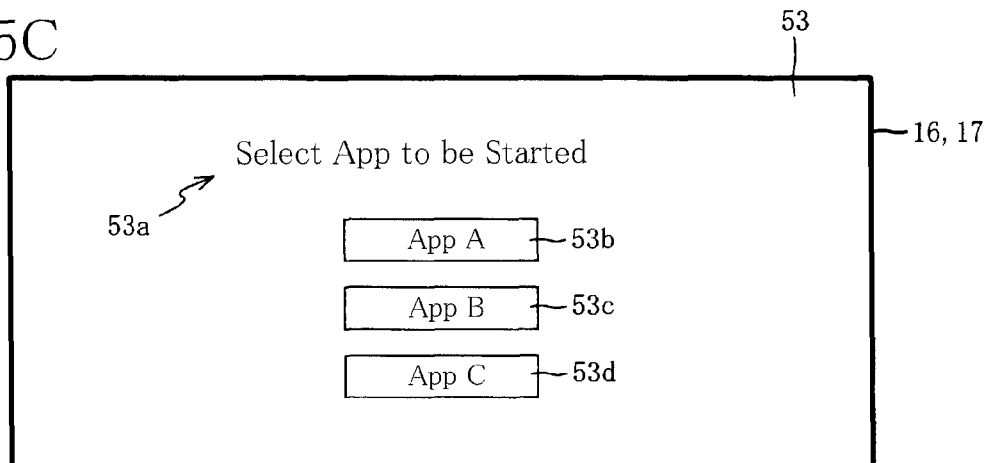 5C
53
16, 17
Select App to be Started
53a
App A 53b
App B 53c
App C 53d